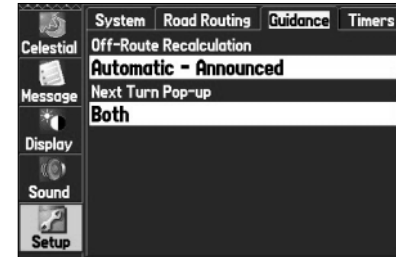 System Road Routing Guidance Timers
Celestial
Off-Route Recalculation
Automatic - Announced
Message
Next Turn Pop-up
Both
Display
Sound
Setup